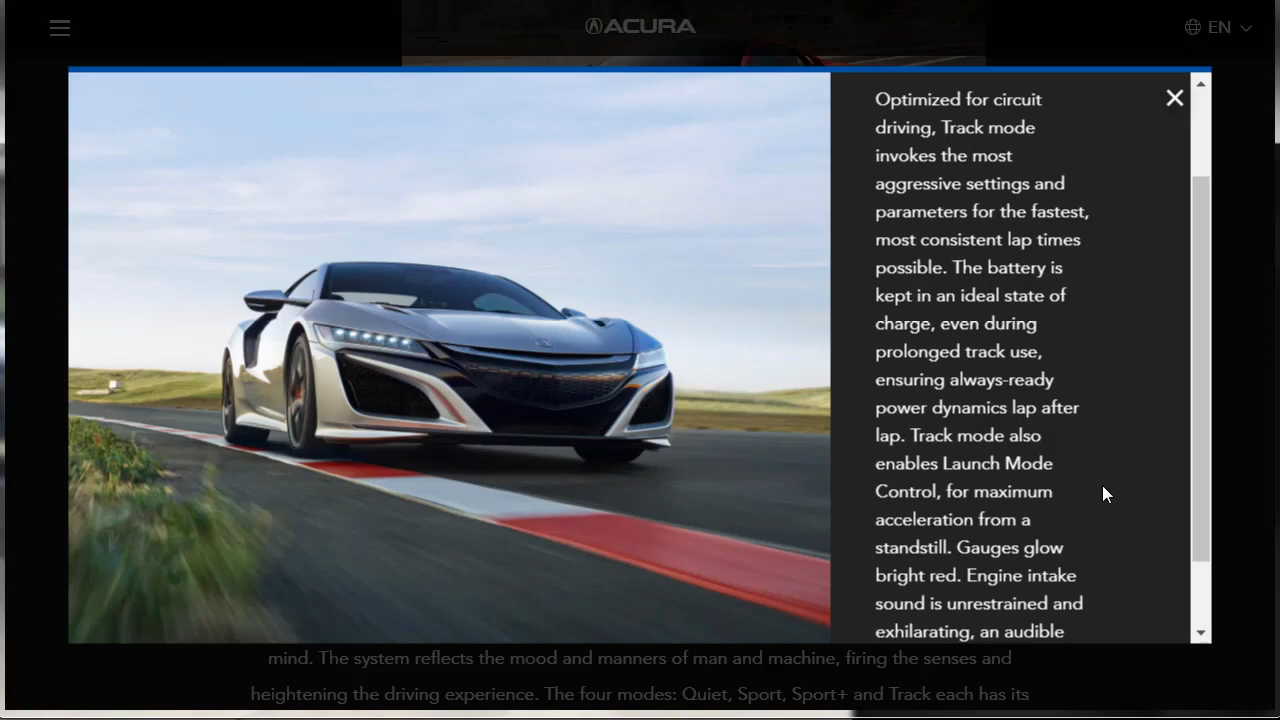 ACURA
EN
Optimized for circuit
driving, Track mode
invokes the most
aggressive settings and
parameters for the fastest,
most consistent lap times
possible. The battery is
kept in an ideal state of
charge, even during
prolonged track use,
ensuring always-ready
power dynamics lap after
lap. Track mode also
enables Launch Mode
Control, for maximum
acceleration from a
standstill. Gauges glow
bright red. Engine intake
sound is unrestrained and
exhilarating, an audible
mind. The system reflects the mood and manners of man and machine, firing the senses and
heightening the driving experience. The four modes: Quiet, Sport, Sport+ and Track each has its